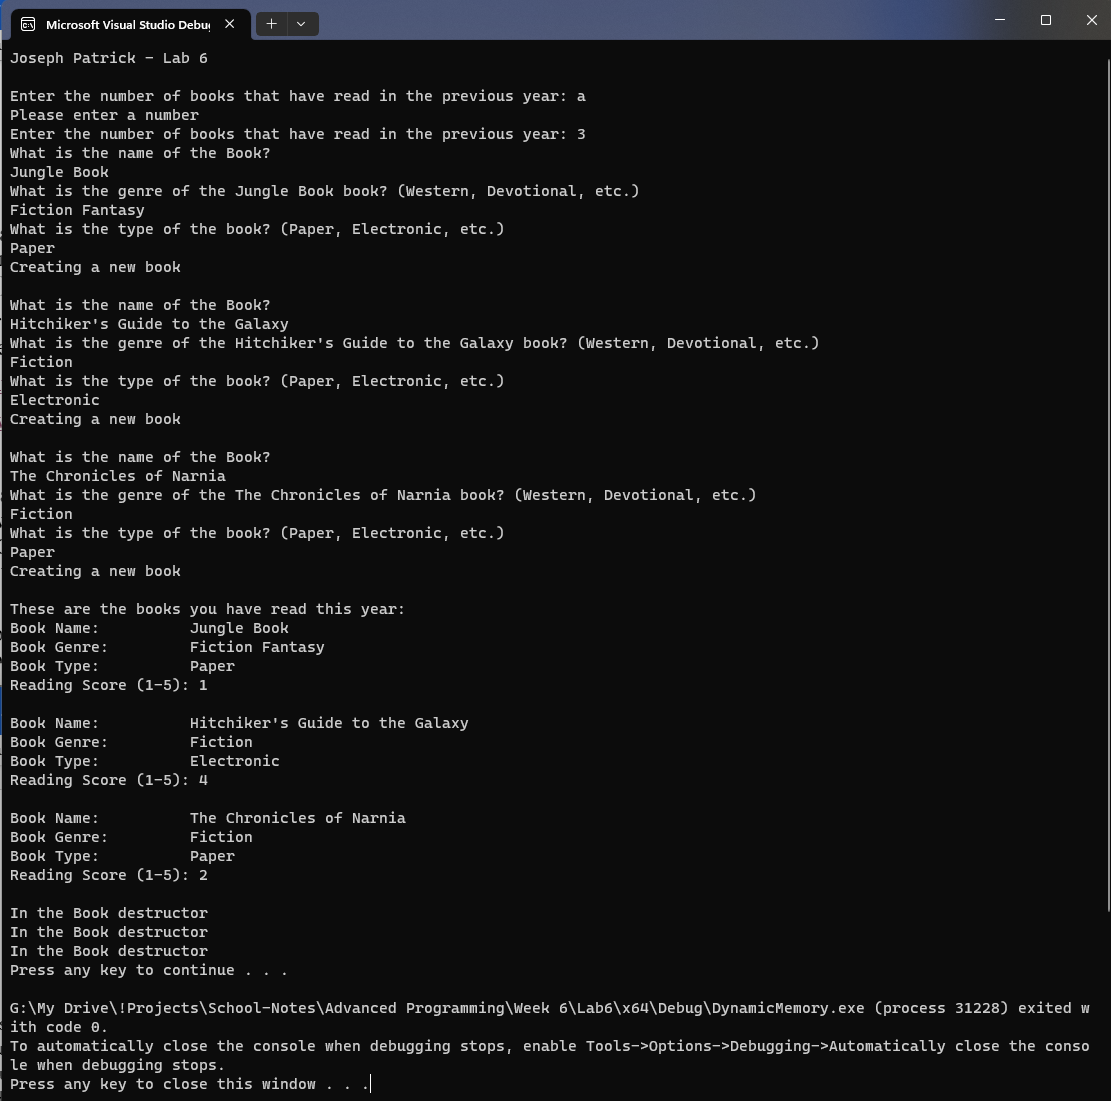 Microsoft Visual Studio Debug
Joseph Patrick - Lab 6
Enter the number of books that have read in the previous year: a
Please enter a number
Enter the number of books that have read in the previous year: 3
What is the name of the Book?
Jungle Book
What is the genre of the Jungle Book book? (Western, Devotional, etc.)
Fiction Fantasy
What is the type of the book? (Paper, Electronic, etc.)
Paper
Creating a new book
What is the name of the Book?
Hitchiker's Guide to the Galaxy
What is the genre of the Hitchiker's Guide to the Galaxy book? (Western, Devotional, etc.)
Fiction
What is the type of the book? (Paper, Electronic, etc.)
Electronic
Creating a new book
What is the name of the Book?
The Chronicles of Narnia
What is the genre of the The Chronicles of Narnia book? (Western, Devotional, etc.)
Fiction
What is the type of the book? (Paper, Electronic, etc.)
Paper
Creating a new book
These are the books you have read this year:
Book Name: Jungle Book
Book Genre: Fiction Fantasy
Book Type: Paper
Reading Score (1-5): 1
Book Name: Hitchiker's Guide to the Galaxy
Book Genre: Fiction
Book Type: Electronic
Reading Score (1-5): 4
Book Name: The Chronicles of Narnia
Book Genre: Fiction
Book Type: Paper
Reading Score (1-5): 2
In the Book destructor
In the Book destructor
In the Book destructor
Press any key to continue . . .
G:\My Drive\!Projects\School-Notes\Advanced Programming\Week 6\Lab6\x64\Debug\DynamicMemory.exe (process 31228) exited w
ith code 0.
To automatically close the console when debugging stops, enable Tools->Options->Debugging->Automatically close the conso
le when debugging stops.
Press any key to close this window . . .